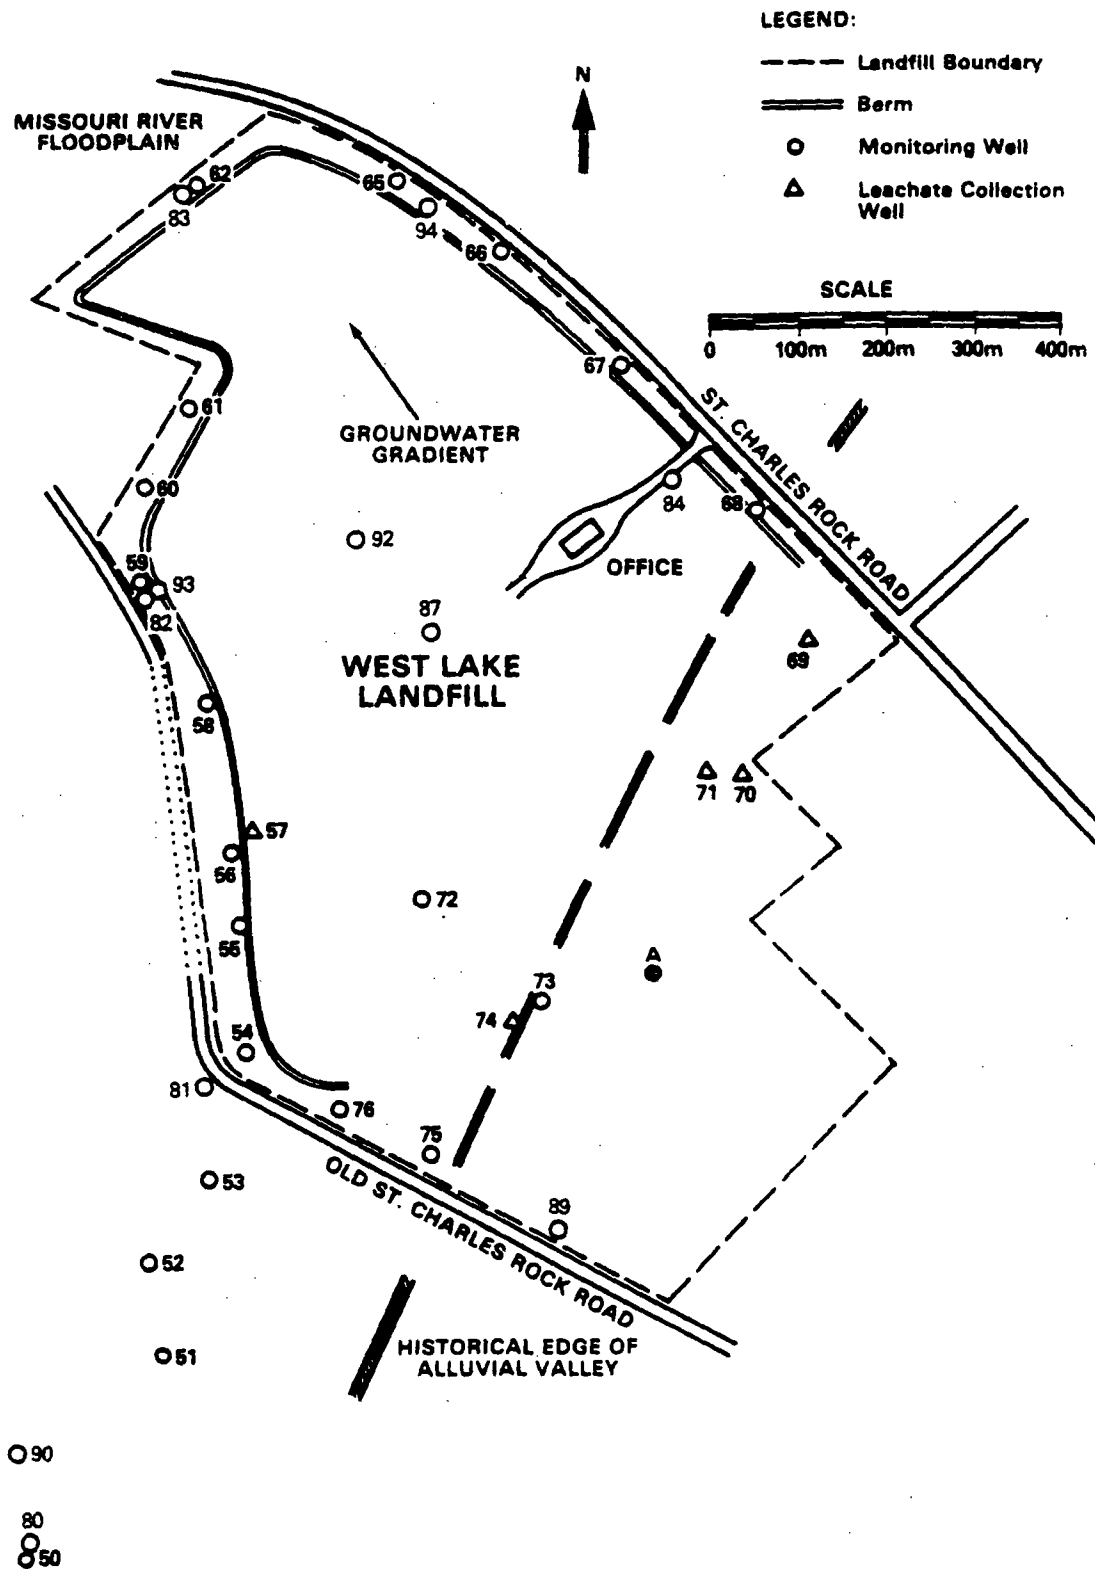 LEGEND:
Landfill Boundary
Berm
Monitoring Well
Leachate Collection
Well
N
MISSOURI RIVER
FLOODPLAIN
62
83
65
94
66
SCALE
0 100m 200m 300m 400m
67
ST. CHARLES ROCK ROAD
61
GROUNDWATER
GRADIENT
60
84
68
92
OFFICE
59
93
82
87
69
WEST LAKE
LANDFILL
58
71 70
57
56
72
55
A
73
74
54
81
76
75
53
OLD ST. CHARLES ROCK ROAD
89
52
HISTORICAL EDGE OF
ALLUVIAL VALLEY
51
90
80
50